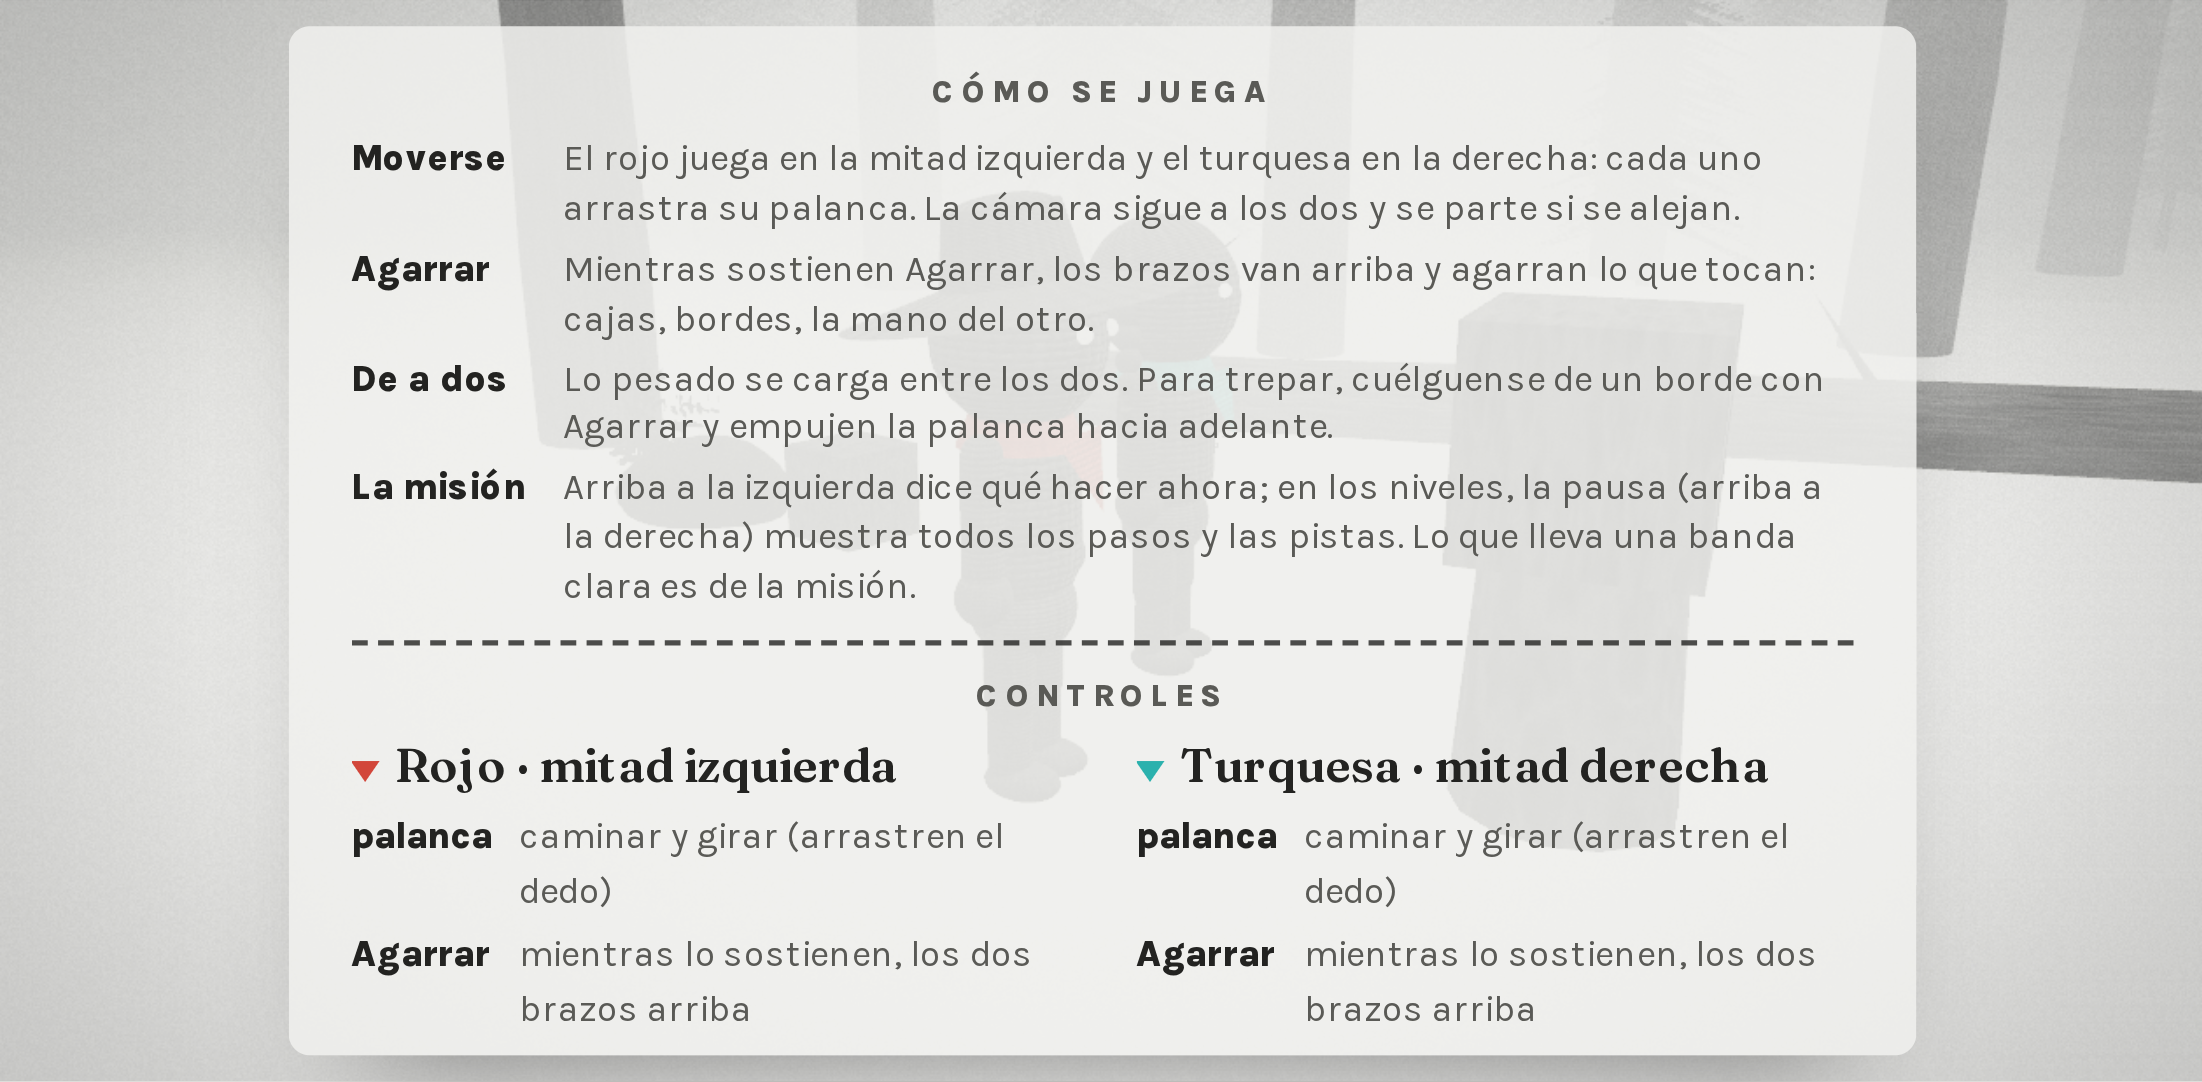 CÓMO SE JUEGA
Moverse El rojo juega en la mitad izquierda y el turquesa en la derecha: cada uno
arrastra su palanca. La cámara sigue a los dos y se parte si se alejan.
Agarrar Mientras sostienen Agarrar, los brazos van arriba y agarran lo que tocan:
cajas, bordes, la mano del otro.
De a dos Lo pesado se carga entre los dos. Para trepar, cuélguense de un borde con
Agarrar y empujen la palanca hacia adelante.
La misión Arriba a la izquierda dice qué hacer ahora; en los niveles, la pausa (arriba a
la derecha) muestra todos los pasos y las pistas. Lo que lleva una banda
clara es de la misión.
CONTROLES
Rojo · mitad izquierda
palanca caminar y girar (arrastren el
dedo)
Agarrar mientras lo sostienen, los dos
brazos arriba
Turquesa · mitad derecha
palanca caminar y girar (arrastren el
dedo)
Agarrar mientras lo sostienen, los dos
brazos arriba